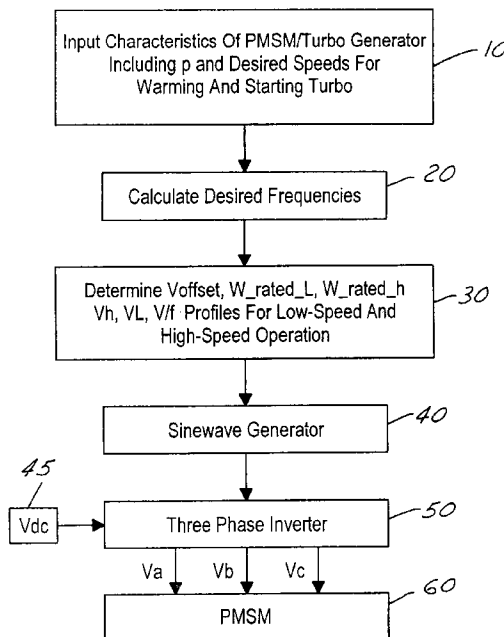 Input Characteristics Of PMSM/Turbo Generator
Including p and Desired Speeds For
Warming And Starting Turbo
10
20
Calculate Desired Frequencies
Determine Voffset, W_rated_L, W_rated_h
Vh, VL, V/f Profiles For Low-Speed And
High-Speed Operation
30
40
Sinewave Generator
45
Vdc
50
Three Phase Inverter
Va Vb Vc
60
PMSM